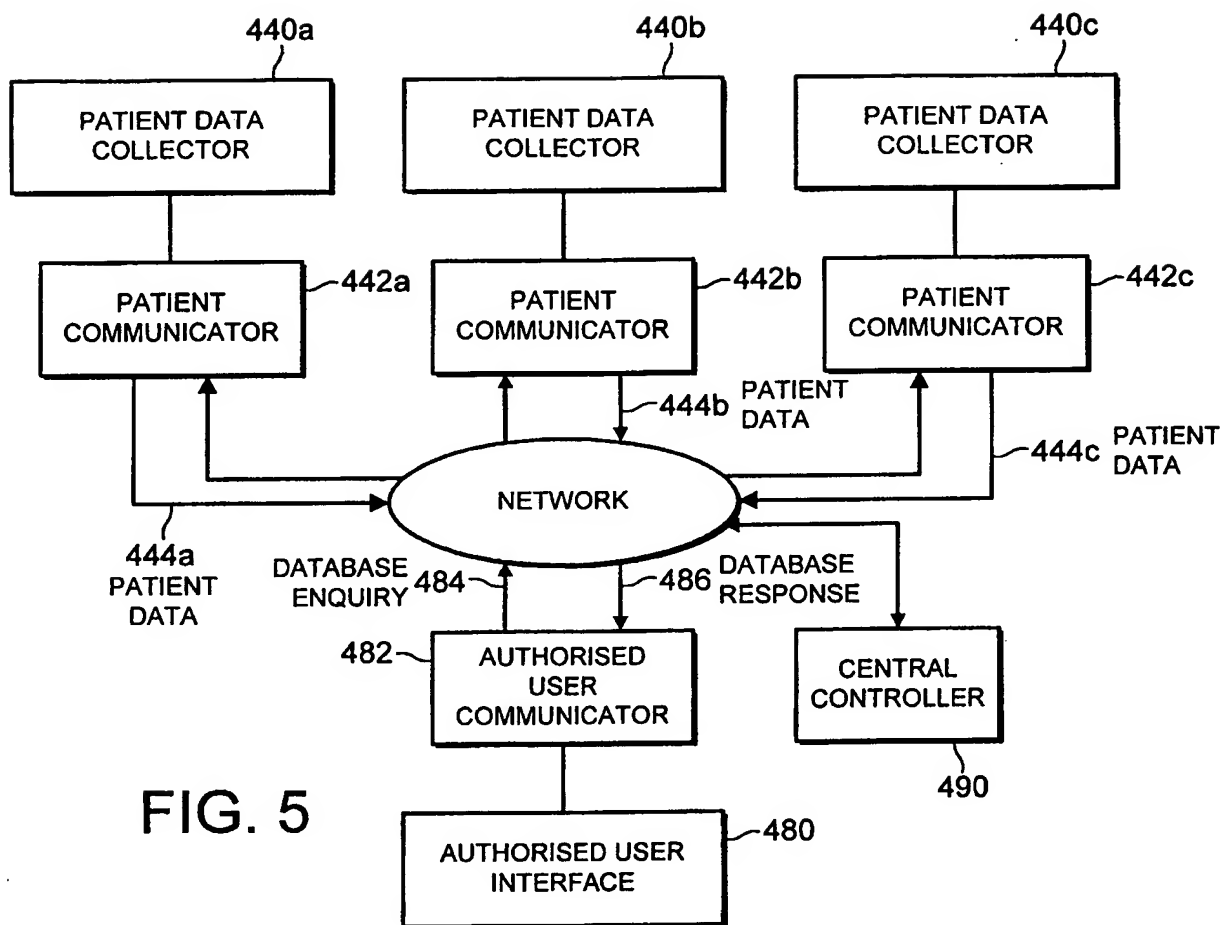 440a
440b
440c
PATIENT DATA
COLLECTOR
PATIENT DATA
COLLECTOR
PATIENT DATA
COLLECTOR
442a
442b
442c
PATIENT
COMMUNICATOR
PATIENT
COMMUNICATOR
PATIENT
COMMUNICATOR
444b
PATIENT
DATA
444c
PATIENT
DATA
NETWORK
444a
PATIENT
DATA
DATABASE
ENQUIRY
484
486
DATABASE
RESPONSE
482
AUTHORISED
USER
COMMUNICATOR
CENTRAL
CONTROLLER
490
FIG. 5
480
AUTHORISED USER
INTERFACE